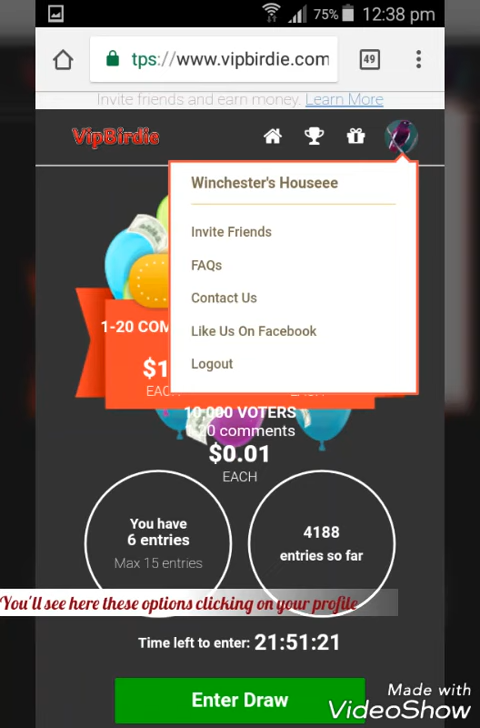 75% 12:38 pm
tps://www.vipbirdie.com
49
Invite friends and earn money. Learn More
VipBirdie
Winchester's Houseee
Invite Friends
FAQs
Contact Us
Like Us On Facebook
Logout
1-20 COM
$1
EAC
10,000 VOTERS
20 comments
$0.01
EACH
You have
6 entries
Max 15 entries
4188
entries so far
You'll see here these options clicking on your profile
Time left to enter: 21:51:21
Enter Draw
Made with
VideoShow